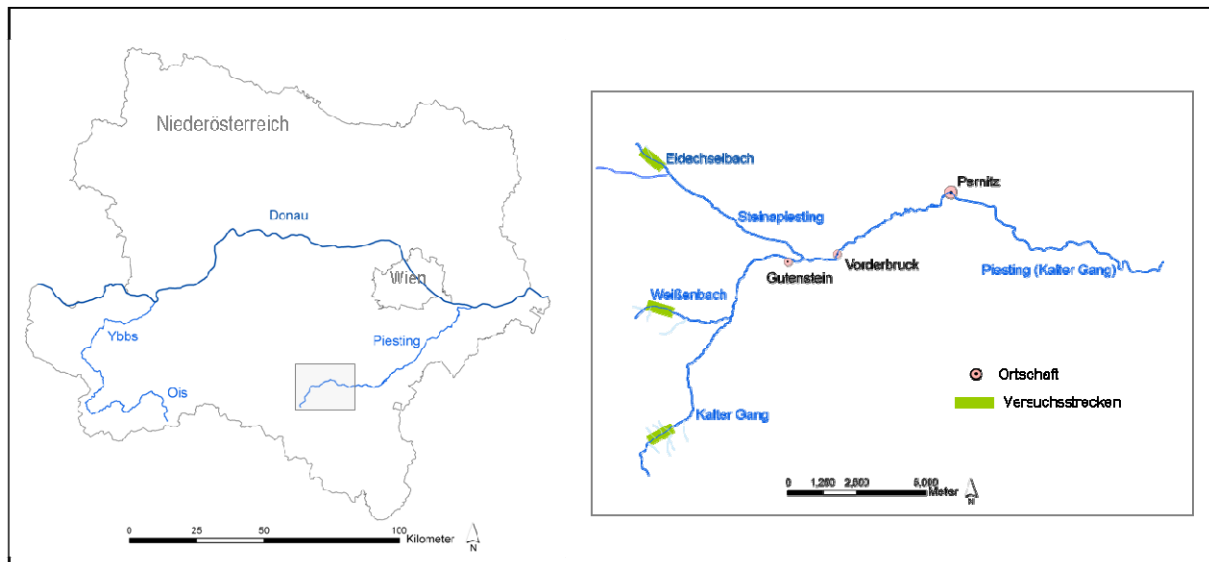 Niederösterreich
Donau
Wien
Ybbs
Piesting
Ois
0 25 50 100
Kilometer
N
Eidechselbach
Steinapiesting
Pernitz
Gutenstein
Vorderbruck
Piesting (Kalter Gang)
Weißenbach
Kalter Gang
Ortschaft
Versuchsstrecken
0 1,250 2,500 5,000
Meter
N